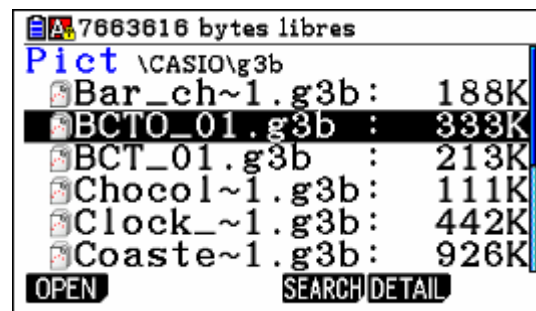 7663616 bytes libres
Pict \CASIO\g3b
Bar_ch~1.g3b: 188K
BCTO_01.g3b : 333K
BCT_01.g3b : 213K
Chocol~1.g3b: 111K
Clock_~1.g3b: 442K
Coaste~1.g3b: 926K
OPEN SEARCH DETAIL